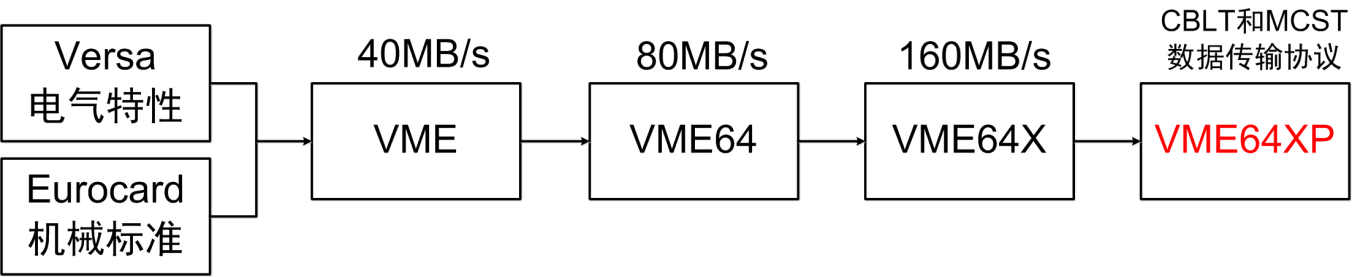 Versa
电气特性
Eurocard
机械标准
40MB/s
VME
80MB/s
VME64
160MB/s
VME64X
CBLT和MCST
数据传输协议
VME64XP